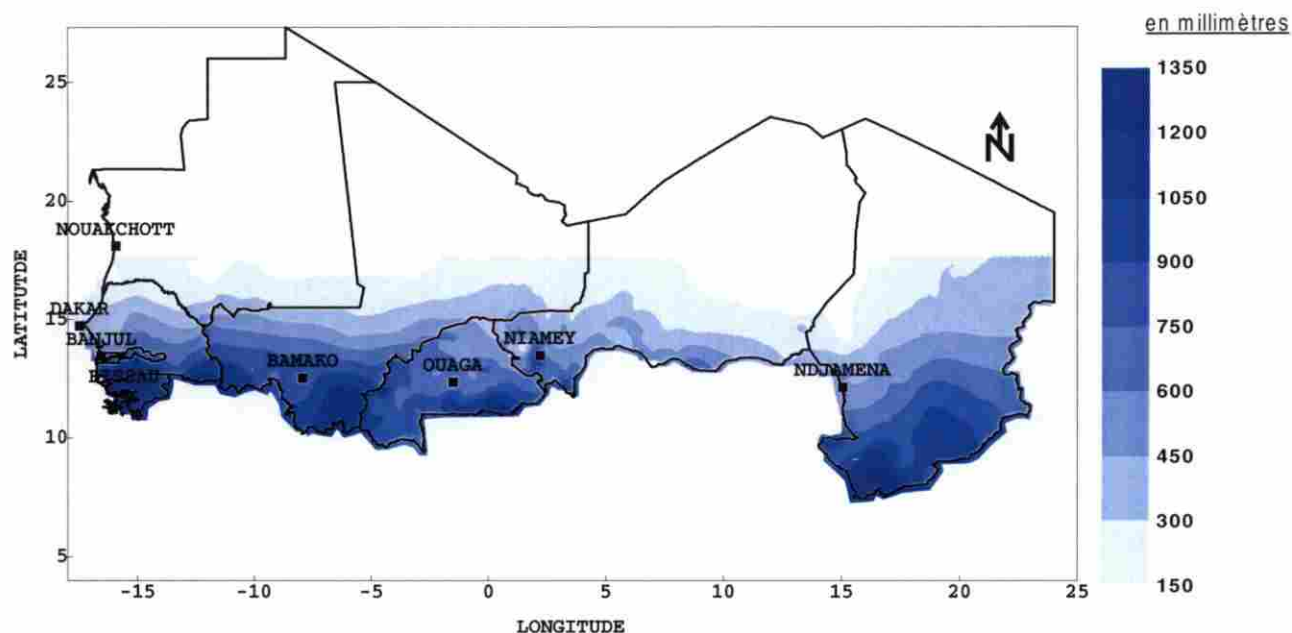 en millimètres
1350
1200
1050
900
750
600
450
300
150
N
25
20
15
10
5
LATITUTDE
NOUAKCHOTT
DAKAR
BANJUL
BISSAU
BAMAKO
OUAGA
NIAMEY
NDJAMENA
-15
-10
-5
0
5
10
15
20
25
LONGITUDE